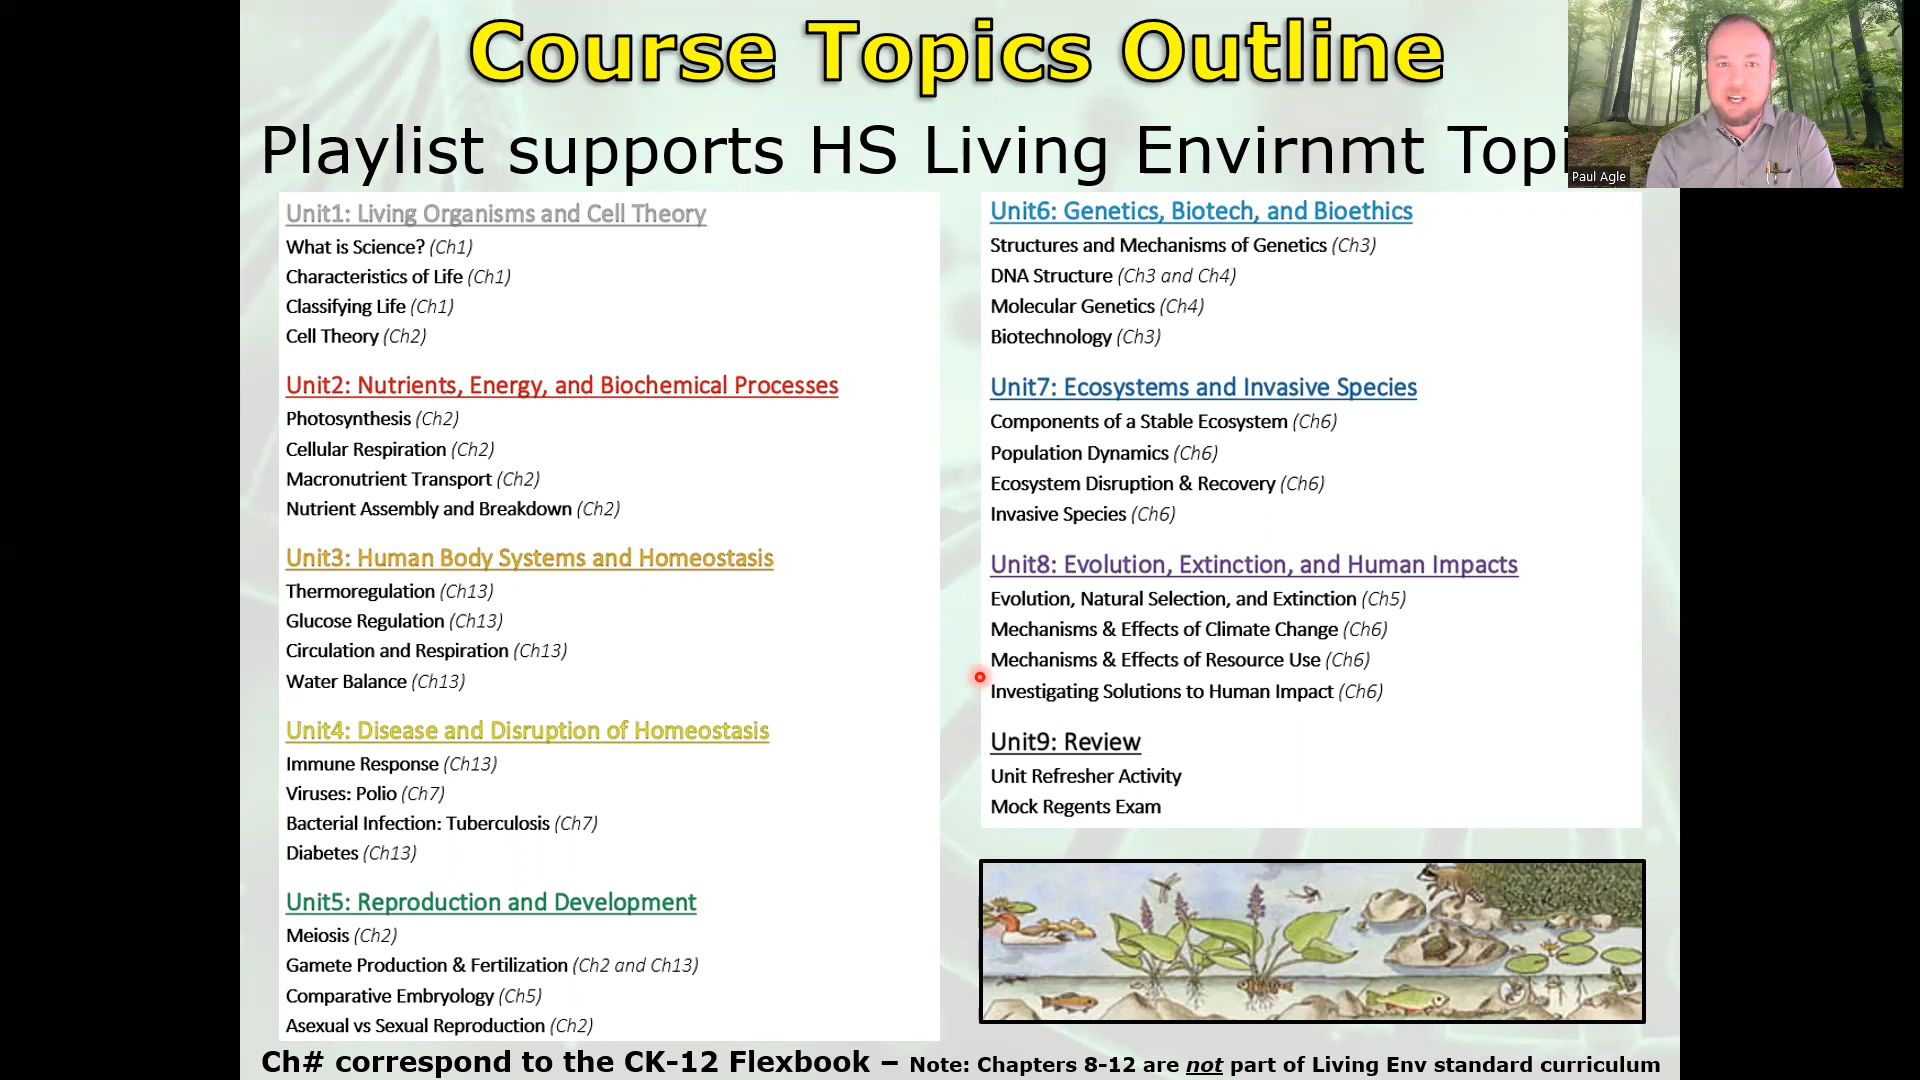 Course Topics Outline
Playlist supports HS Living Envirnmt Topi
Paul Agle
Unit1: Living Organisms and Cell Theory
What is Science? (Ch1)
Characteristics of Life (Ch1)
Classifying Life (Ch1)
Cell Theory (Ch2)
Unit2: Nutrients, Energy, and Biochemical Processes
Photosynthesis (Ch2)
Cellular Respiration (Ch2)
Macronutrient Transport (Ch2)
Nutrient Assembly and Breakdown (Ch2)
Unit3: Human Body Systems and Homeostasis
Thermoregulation (Ch13)
Glucose Regulation (Ch13)
Circulation and Respiration (Ch13)
Water Balance (Ch13)
Unit4: Disease and Disruption of Homeostasis
Immune Response (Ch13)
Viruses: Polio (Ch7)
Bacterial Infection: Tuberculosis (Ch7)
Diabetes (Ch13)
Unit5: Reproduction and Development
Meiosis (Ch2)
Gamete Production & Fertilization (Ch2 and Ch13)
Comparative Embryology (Ch5)
Asexual vs Sexual Reproduction (Ch2)
Unit6: Genetics, Biotech, and Bioethics
Structures and Mechanisms of Genetics (Ch3)
DNA Structure (Ch3 and Ch4)
Molecular Genetics (Ch4)
Biotechnology (Ch3)
Unit7: Ecosystems and Invasive Species
Components of a Stable Ecosystem (Ch6)
Population Dynamics (Ch6)
Ecosystem Disruption & Recovery (Ch6)
Invasive Species (Ch6)
Unit8: Evolution, Extinction, and Human Impacts
Evolution, Natural Selection, and Extinction (Ch5)
Mechanisms & Effects of Climate Change (Ch6)
Mechanisms & Effects of Resource Use (Ch6)
Investigating Solutions to Human Impact (Ch6)
Unit9: Review
Unit Refresher Activity
Mock Regents Exam
Ch# correspond to the CK-12 Flexbook – Note: Chapters 8-12 are not part of Living Env standard curriculum